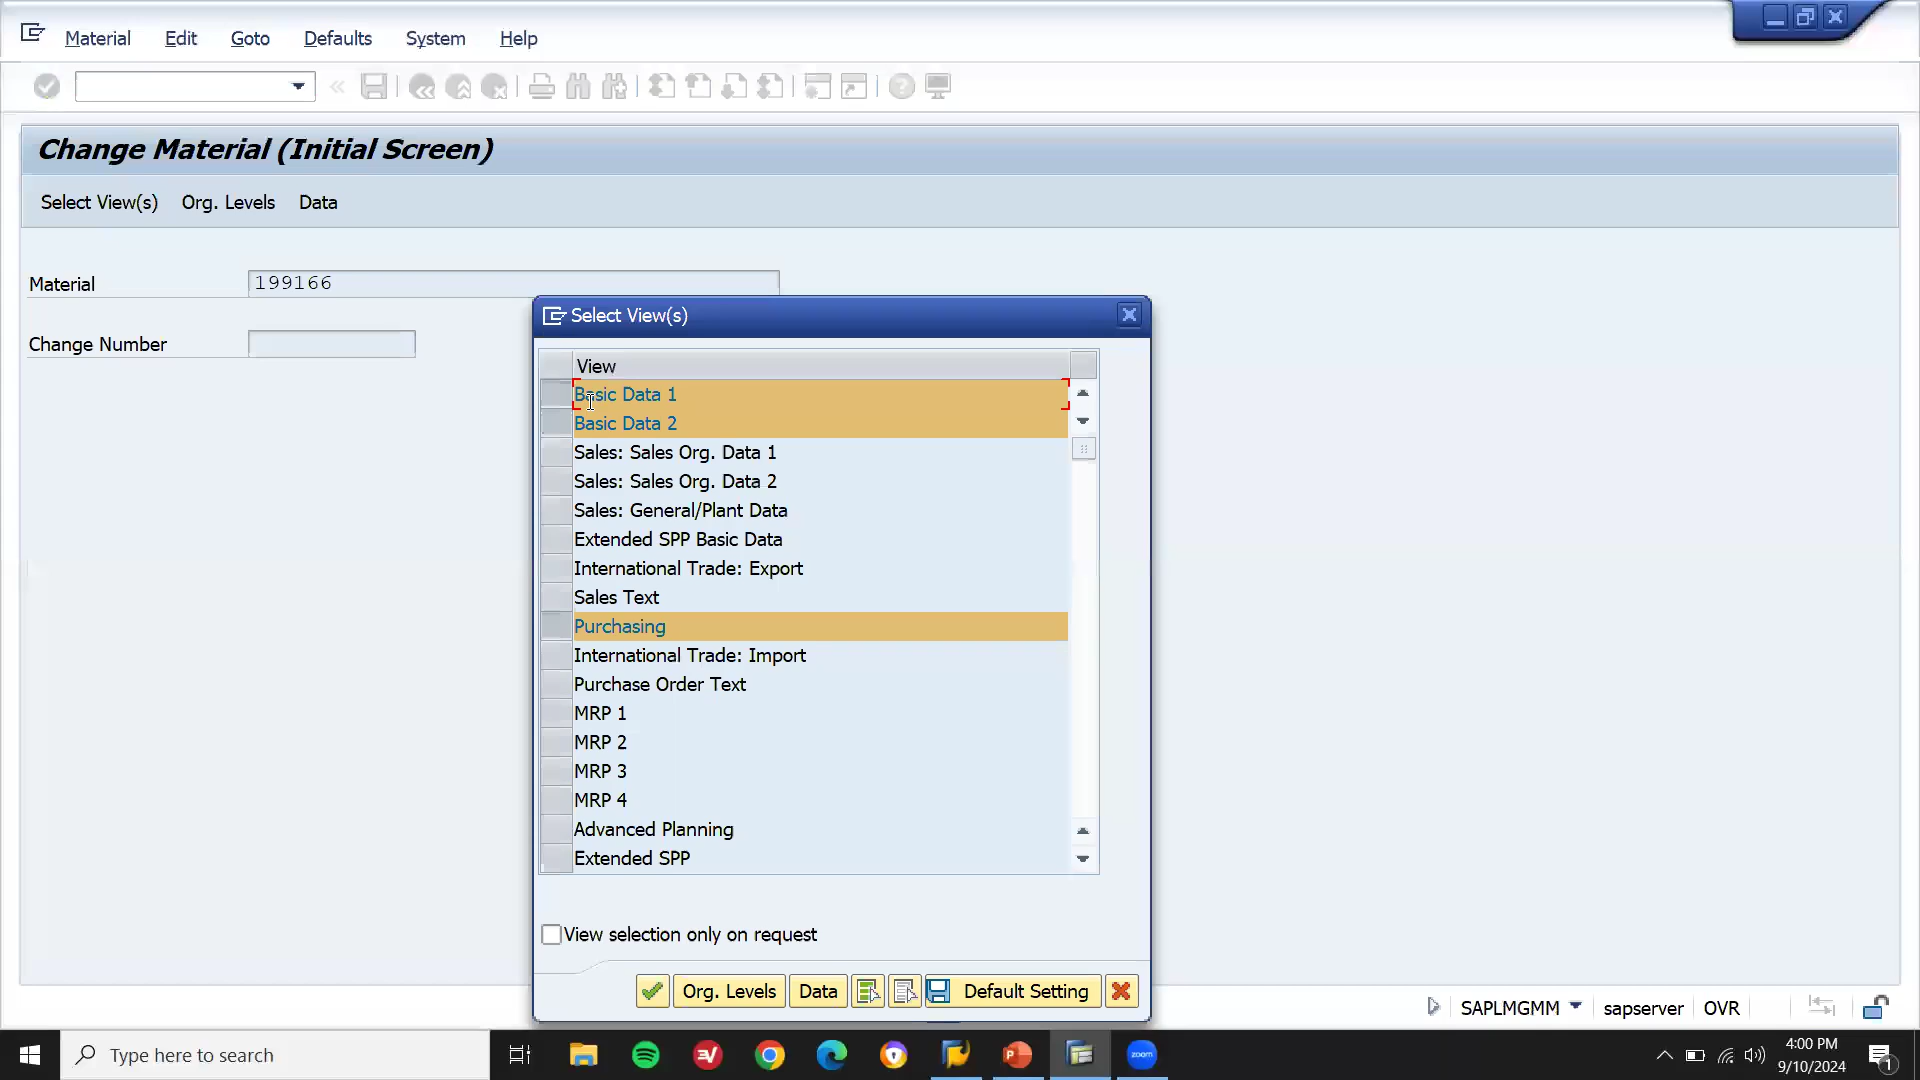 Material Edit Goto Defaults System Help
Change Material (Initial Screen)
Select View(s) Org. Levels Data
Material 199166
Change Number
Select View(s)
View
Basic Data 1
Basic Data 2
Sales: Sales Org. Data 1
Sales: Sales Org. Data 2
Sales: General/Plant Data
Extended SPP Basic Data
International Trade: Export
Sales Text
Purchasing
International Trade: Import
Purchase Order Text
MRP 1
MRP 2
MRP 3
MRP 4
Advanced Planning
Extended SPP
View selection only on request
Org. Levels Data Default Setting
SAPLMGMM sapserver OVR
Type here to search
zoom
4:00 PM
9/10/2024
1